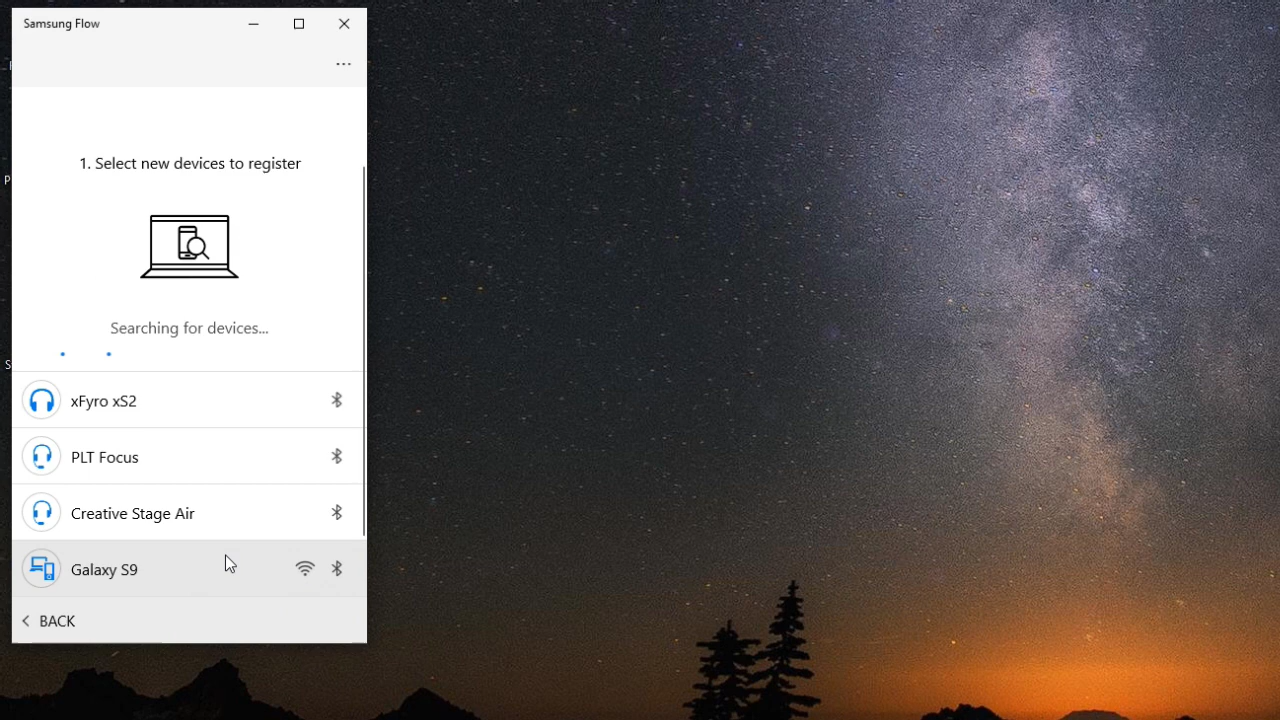 Samsung Flow
1. Select new devices to register
Searching for devices...
xFyro xS2
PLT Focus
Creative Stage Air
Galaxy S9
BACK
P
S